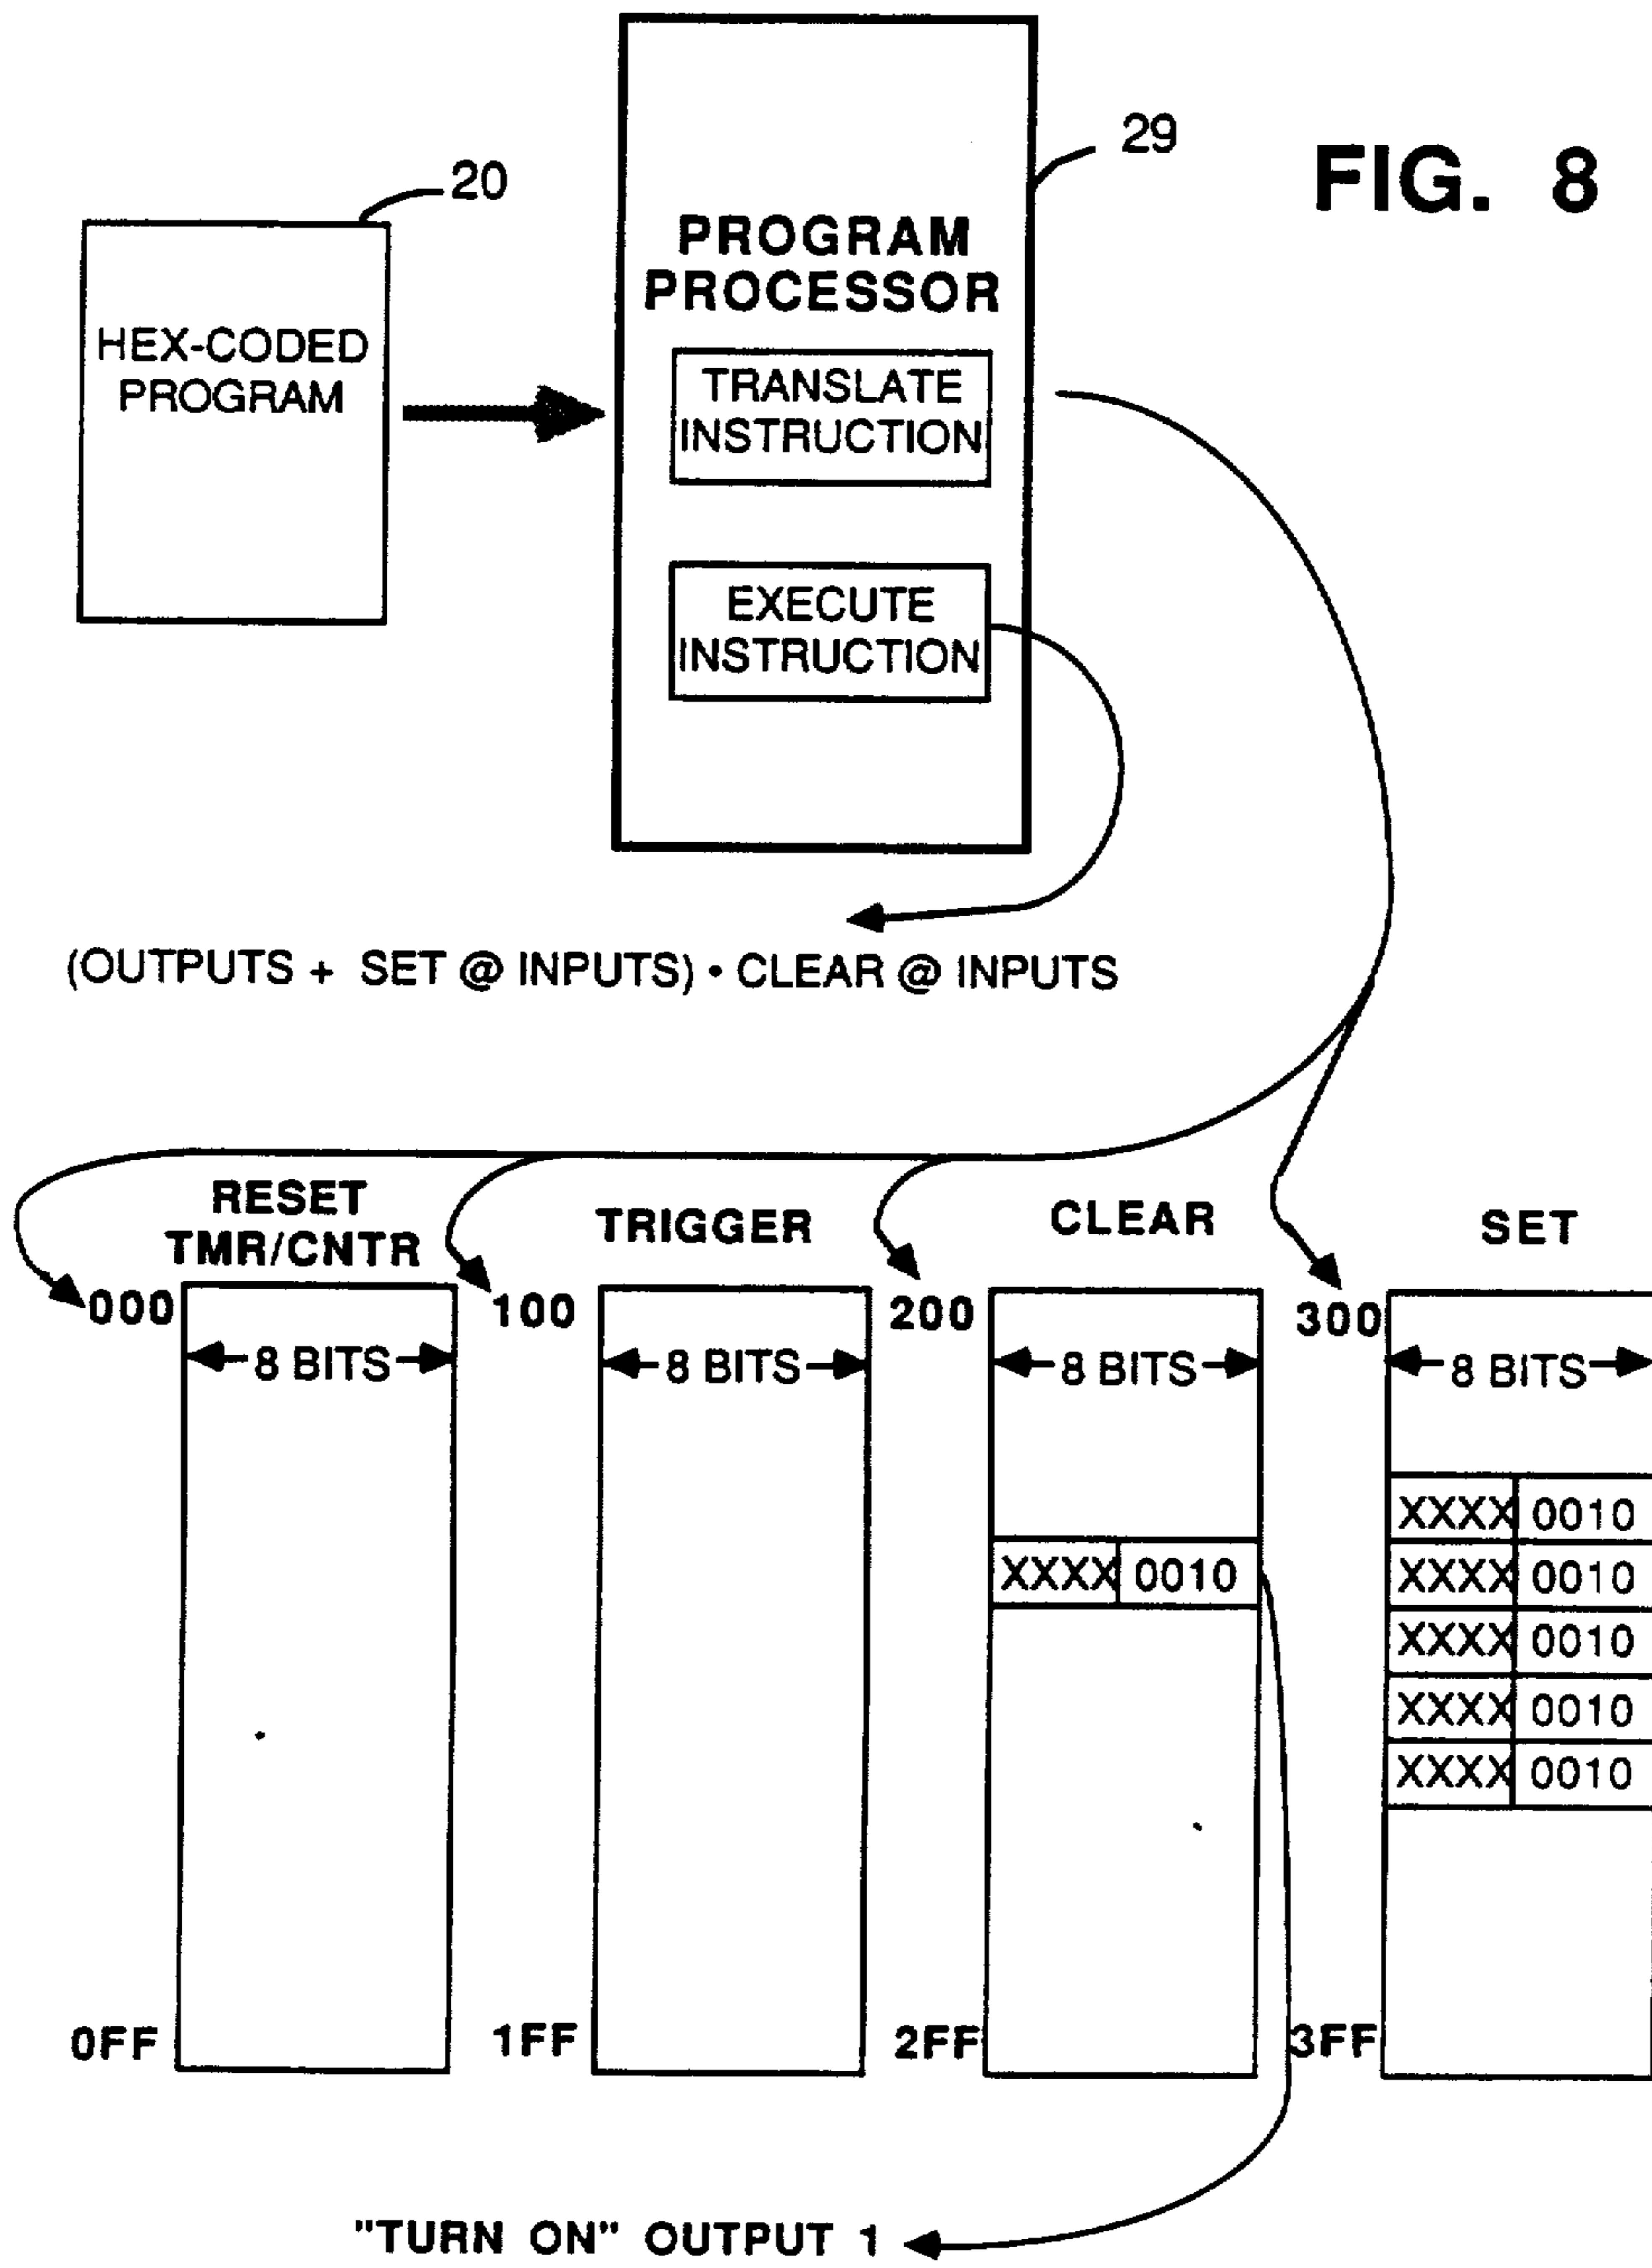 20
29
FIG. 8
HEX-CODED
PROGRAM
PROGRAM
PROCESSOR
TRANSLATE
INSTRUCTION
EXECUTE
INSTRUCTION
(OUTPUTS + SET @ INPUTS) • CLEAR @ INPUTS
RESET
TMR/CNTR
TRIGGER
CLEAR
SET
000
100
200
300
8 BITS
8 BITS
8 BITS
8 BITS
XXXX 0010
XXXX 0010
XXXX 0010
XXXX 0010
XXXX 0010
XXXX 0010
0FF
1FF
2FF
3FF
"TURN ON" OUTPUT 1